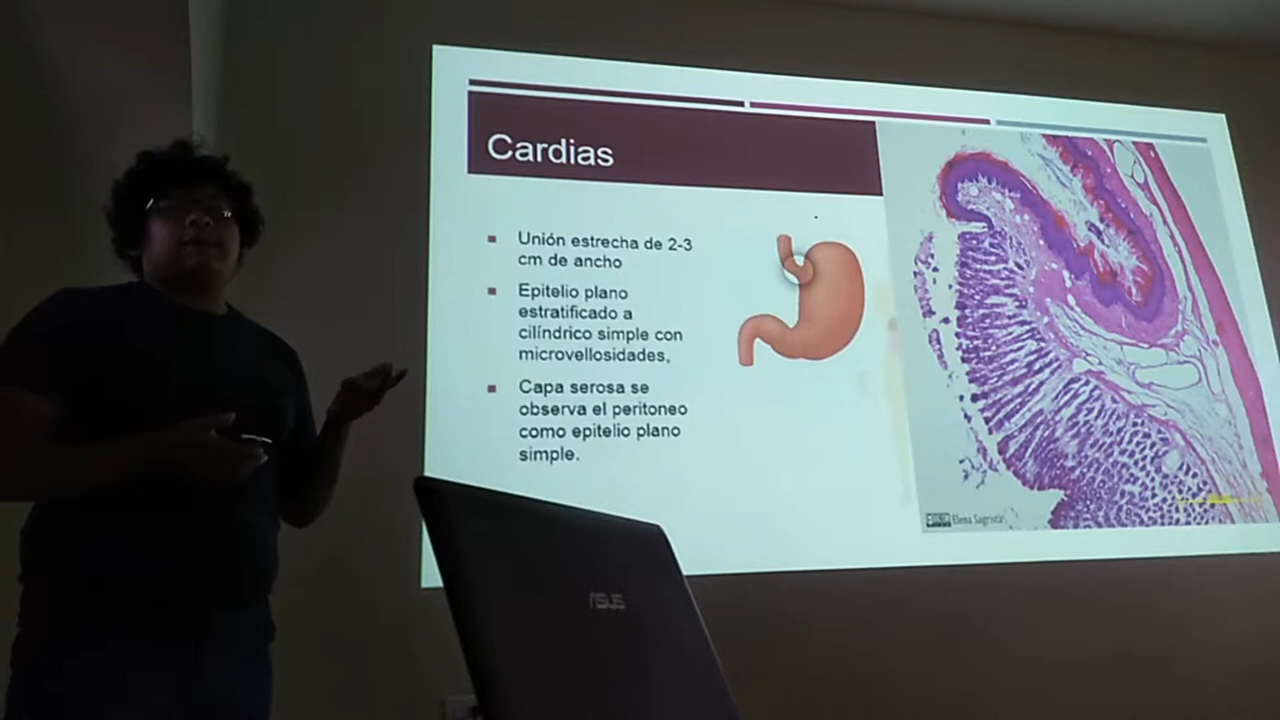 Cardias
Unión estrecha de 2-3
cm de ancho
Epitelio plano
estratificado a
cilíndrico simple con
microvellosidades,
Capa serosa se
observa el peritoneo
como epitelio plano
simple.
Elena Sagristá
ASUS